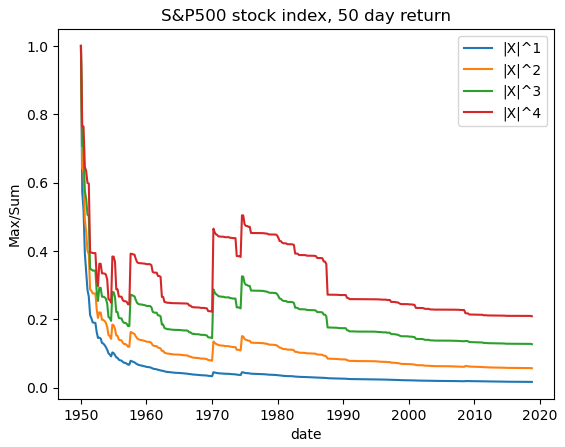 S&P500 stock index, 50 day return
|X|^1
|X|^2
|X|^3
|X|^4
Max/Sum
1.0
0.8
0.6
0.4
0.2
0.0
1950 1960 1970 1980 1990 2000 2010 2020
date